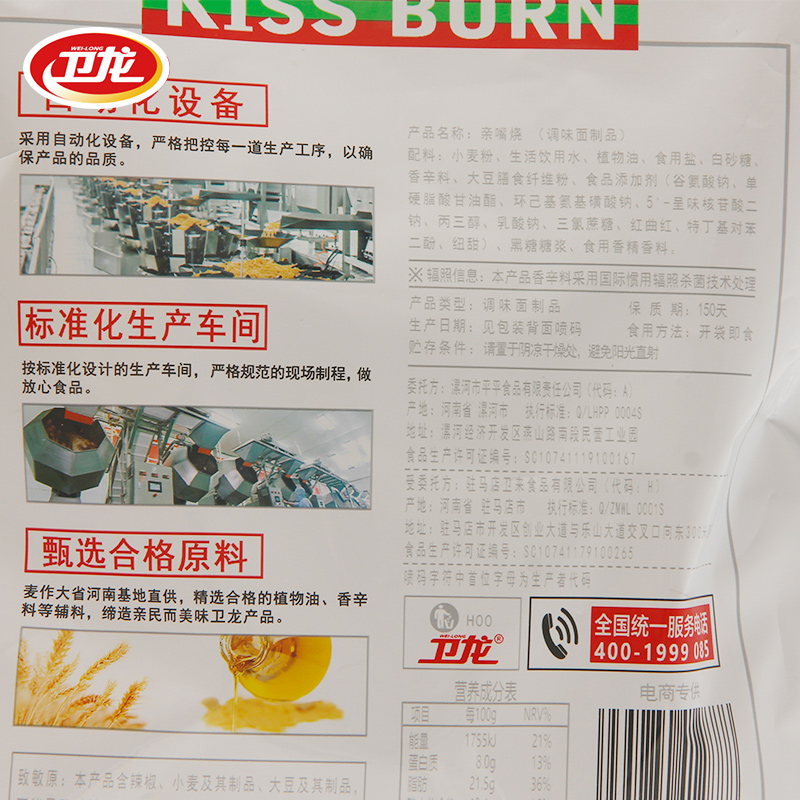 KISS BURN
WEI-LONG
卫龙
自动化设备
采用自动化设备，严格把控每一道生产工序，以确
保产品的品质。
标准化生产车间
按标准化设计的生产车间，严格规范的现场制程，做
放心食品。
甄选合格原料
麦作大省河南基地直供，精选合格的植物油、香辛
料等辅料，缔造亲民而美味卫龙产品。
致敏原：本产品含辣椒、小麦及其制品、大豆及其制品，
产品名称：亲嘴烧 （调味面制品）
配料：小麦粉、生活饮用水、植物油、食用盐、白砂糖、
香辛料、大豆膳食纤维粉、食品添加剂（谷氨酸钠、单
硬脂酸甘油酯、环己基氨基磺酸钠、5'-呈味核苷酸二
钠、丙三醇、乳酸钠、三氯蔗糖、红曲红、特丁基对苯
二酚、纽甜）、黑糖糖浆、食用香精香料。
※ 辐照信息：本产品香辛料采用国际惯用辐照杀菌技术处理
产品类型：调味面制品 保 质 期：150天
生产日期：见包装背面喷码 食用方法：开袋即食
贮存条件：请置于阴凉干燥处，避免阳光直射
委托方：漯河市平平食品有限责任公司（代码：A）
产地：河南省 漯河市 执行标准：Q/LHPP 0004S
地址：漯河经济开发区燕山路南段民营工业园
食品生产许可证编号：SC10741119100167
受委托方：驻马店卫来食品有限公司（代码：H）
产地：河南省 驻马店市 执行标准：Q/ZMWL 0001S
地址：驻马店市开发区创业大道与乐山大道交叉口向东300米
食品生产许可证编号：SC10741179100265
喷码字符中首位字母为生产者代码
HOO
WEI-LONG
卫龙®
全国统一服务电话
400-1999 085
营养成分表
项目 每100g NRV%
能量 1755kJ 21%
蛋白质 8.0g 13%
脂肪 21.5g 36%
电商专供